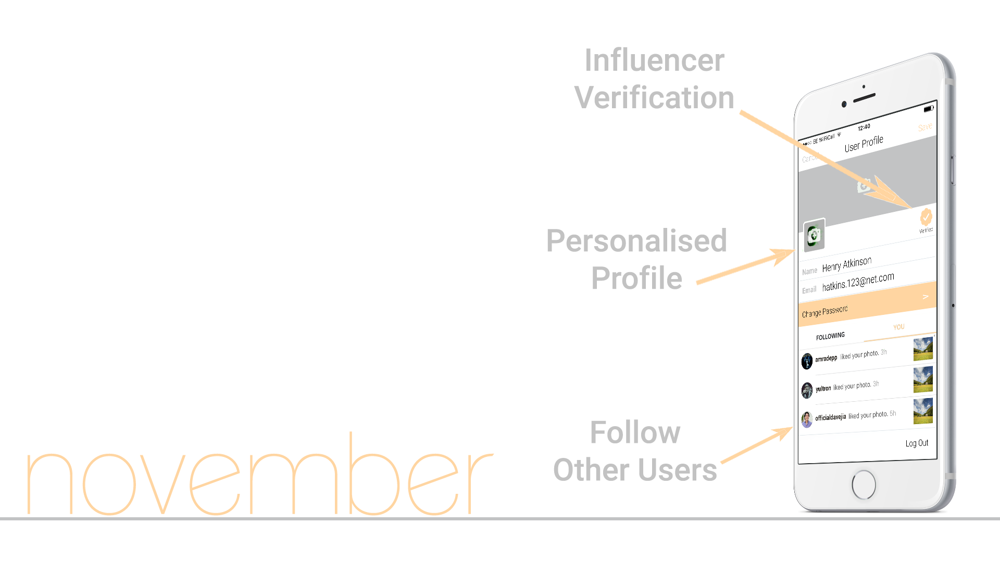 Influencer
Verification
Personalised
Profile
Follow
Other Users
november
EE WiFiCall
12:40
Cancel
User Profile
Save
Verified
Name Henry Atkinson
Email hatkins.123@net.com
Change Password >
FOLLOWING YOU
amradepp liked your photo. 3h
yultron liked your photo. 3h
officialdavejia liked your photo. 5h
Log Out